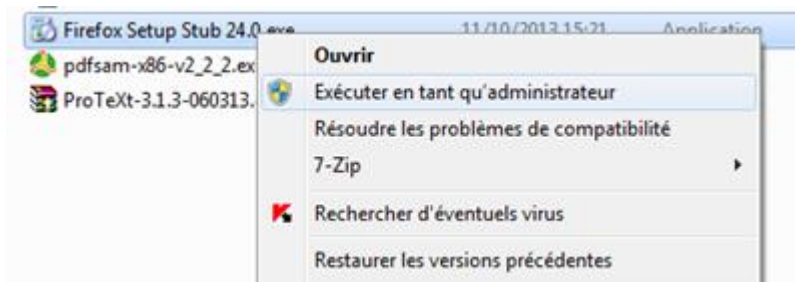 Firefox Setup Stub 24.0.exe 11/10/2013 15:21 Application
Ouvrir
pdfsam-x86-v2_2_2.ex
Exécuter en tant qu'administrateur
ProTeXt-3.1.3-060313.
Résoudre les problèmes de compatibilité
7-Zip
Rechercher d'éventuels virus
Restaurer les versions précédentes